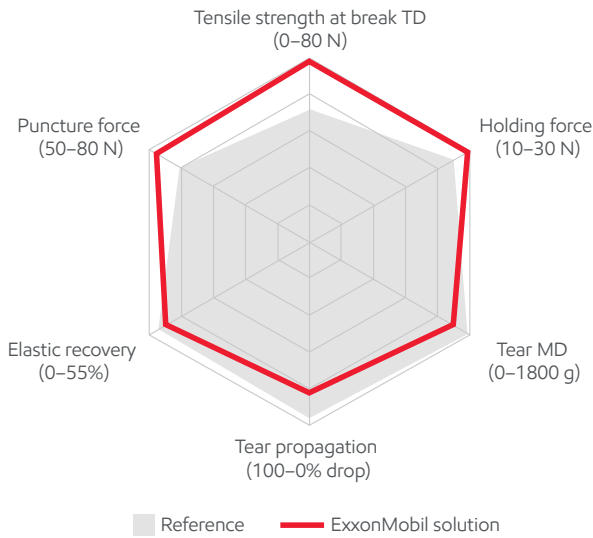 Tensile strength at break TD
(0–80 N)
Puncture force
(50–80 N)
Holding force
(10–30 N)
Elastic recovery
(0–55%)
Tear MD
(0–1800 g)
Tear propagation
(100–0% drop)
Reference
ExxonMobil solution